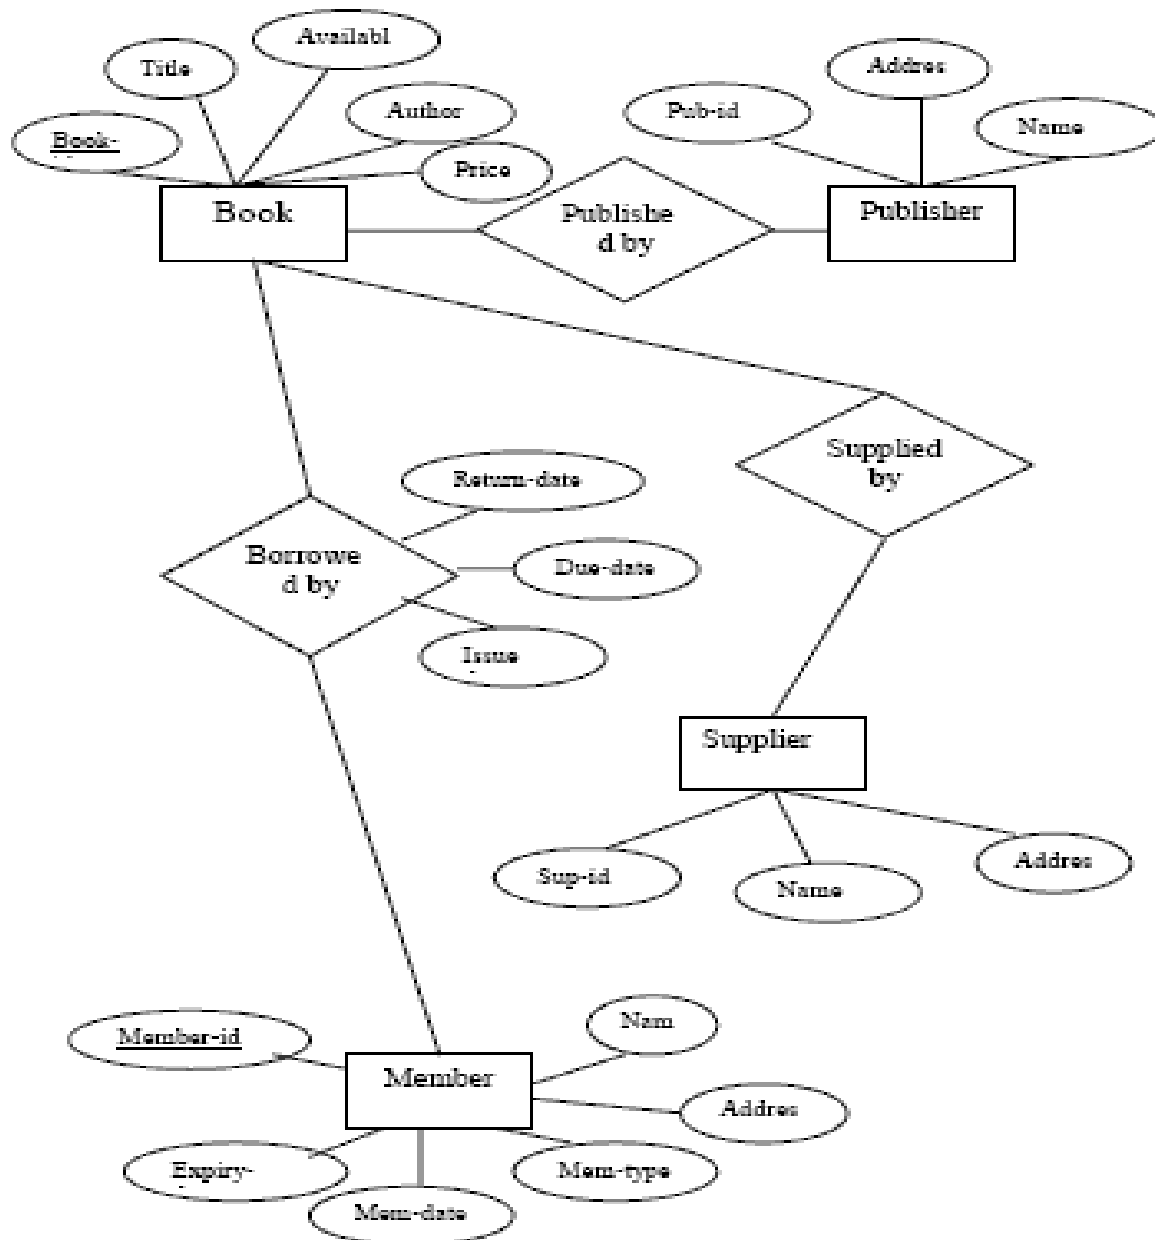 Availabl
Title
Author
Book-
Price
Book
Addres
Pub-id
Name
Publishe
d by
Publisher
Supplied
by
Return-date
Borrowe
d by
Due-date
Issue
Supplier
Sup-id
Name
Addres
Member-id
Nam
Member
Addres
Expiry-
Mem-type
Mem-date